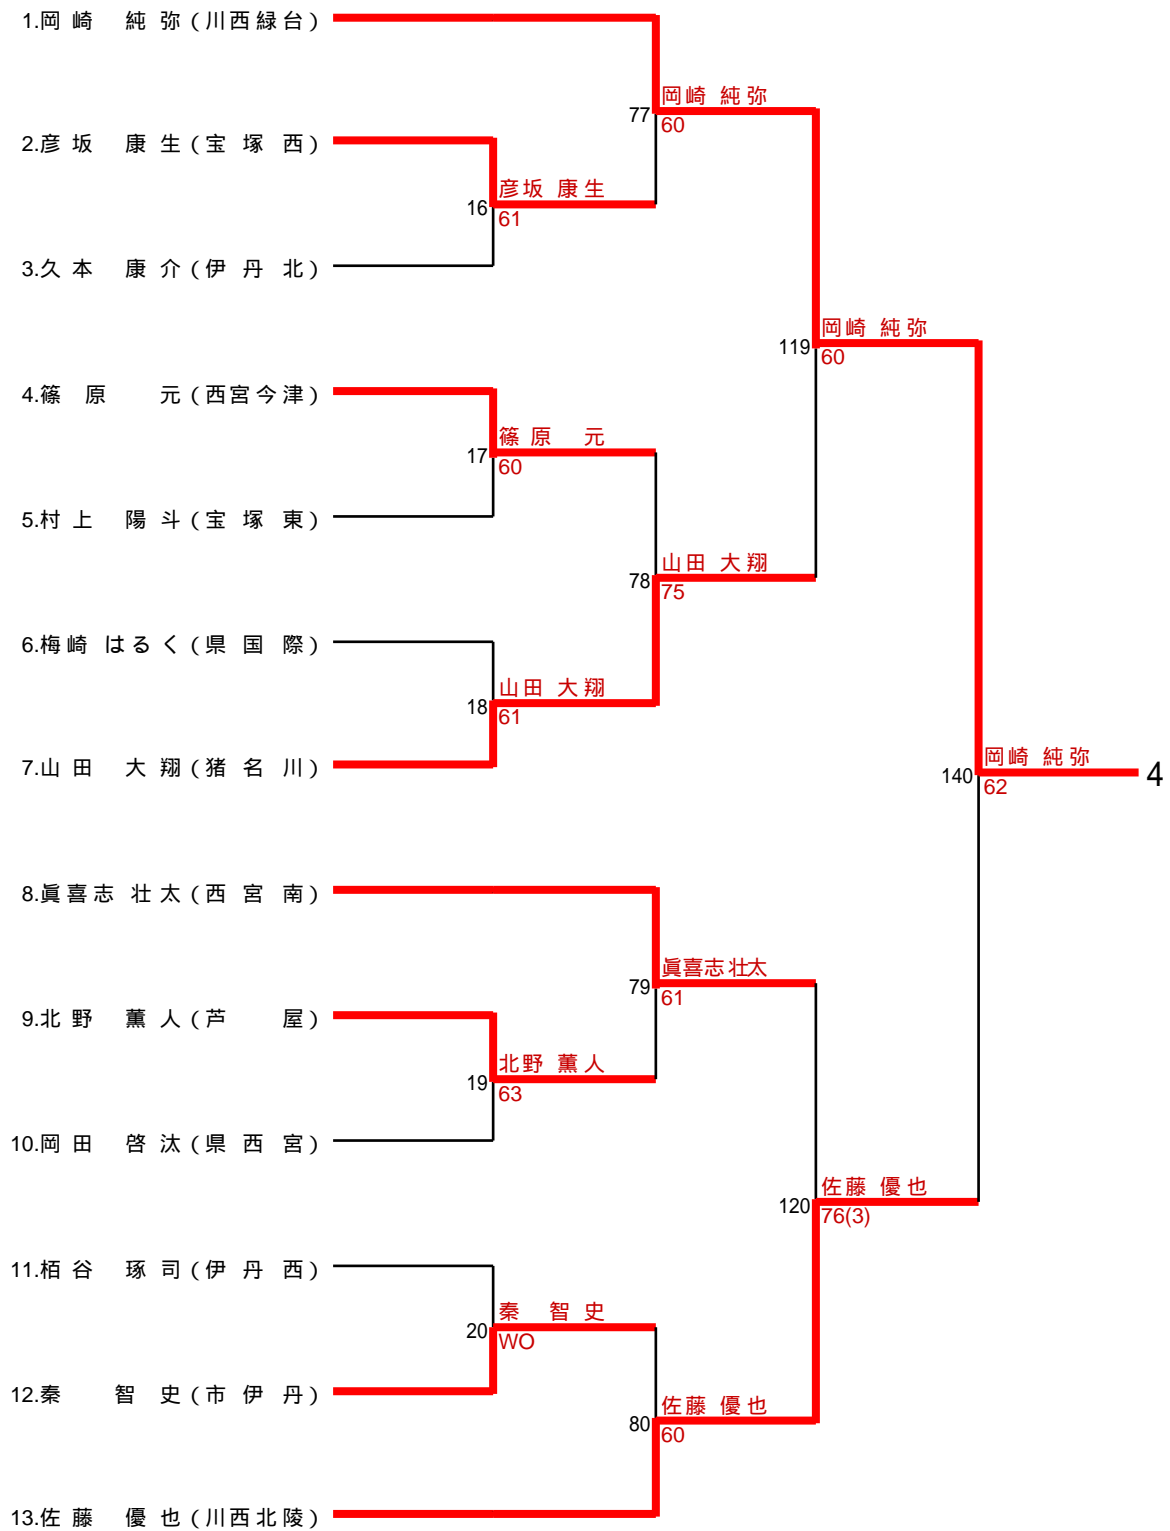 1.岡崎 純弥(川西緑台)
岡崎 純弥
77
60
2.彦坂 康生(宝塚西)
彦坂 康生
16
61
3.久本 康介(伊丹北)
岡崎 純弥
119
60
4.篠原 元(西宮今津)
篠原 元
17
60
5.村上 陽斗(宝塚東)
山田 大翔
78
75
6.梅崎 はるく(県国際)
山田 大翔
18
61
7.山田 大翔(猪名川)
岡崎 純弥
140
62
4
8.眞喜志 壮太(西宮南)
眞喜志壮太
79
61
9.北野 薫人(芦屋)
北野 薫人
19
63
10.岡田 啓汰(県西宮)
佐藤 優也
120
76(3)
11.栢谷 琢司(伊丹西)
秦 智史
20
WO
12.秦 智史(市伊丹)
佐藤 優也
80
60
13.佐藤 優也(川西北陵)